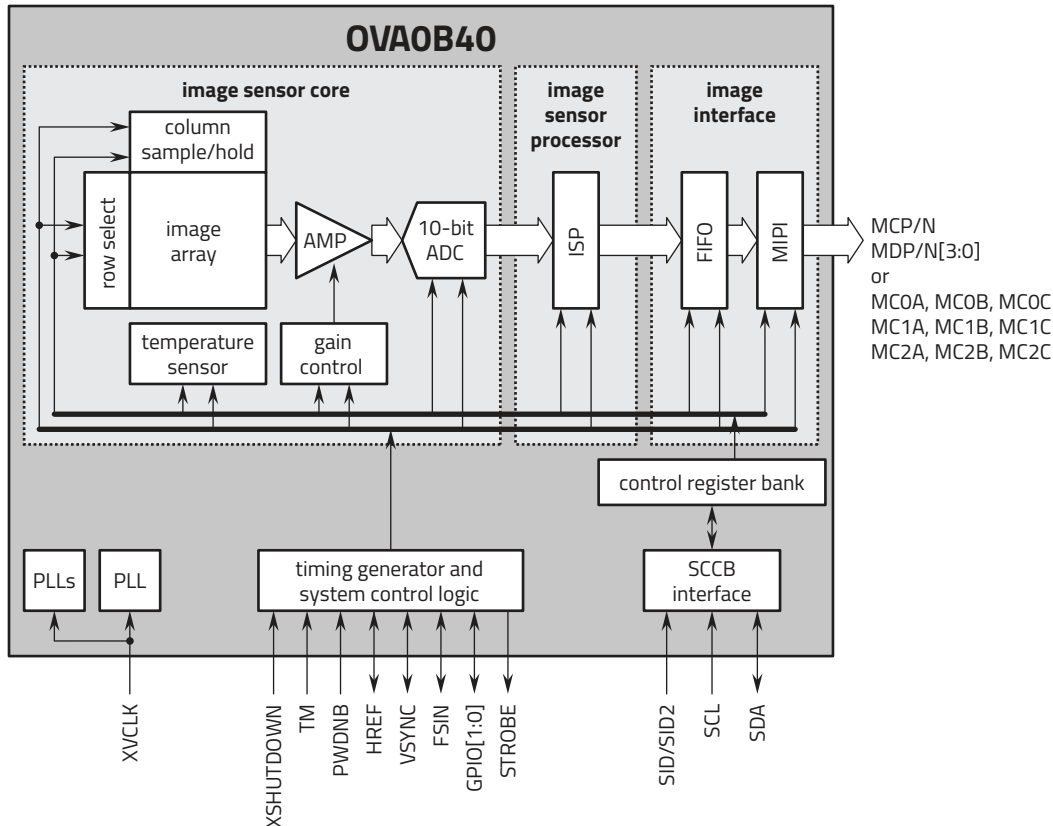 OVA0B40
image sensor core
image
sensor
processor
image
interface
column
sample/hold
row select
image
array
AMP
10-bit
ADC
ISP
FIFO
MIPI
MCP/N
MDP/N[3:0]
or
MC0A, MC0B, MC0C
MC1A, MC1B, MC1C
MC2A, MC2B, MC2C
temperature
sensor
gain
control
control register bank
PLLs
PLL
timing generator and
system control logic
SCCB
interface
XVCLK
XSHUTDOWN
TM
PWDNB
HREF
VSYNC
FSIN
GPIO[1:0]
STROBE
SID/SID2
SCL
SDA